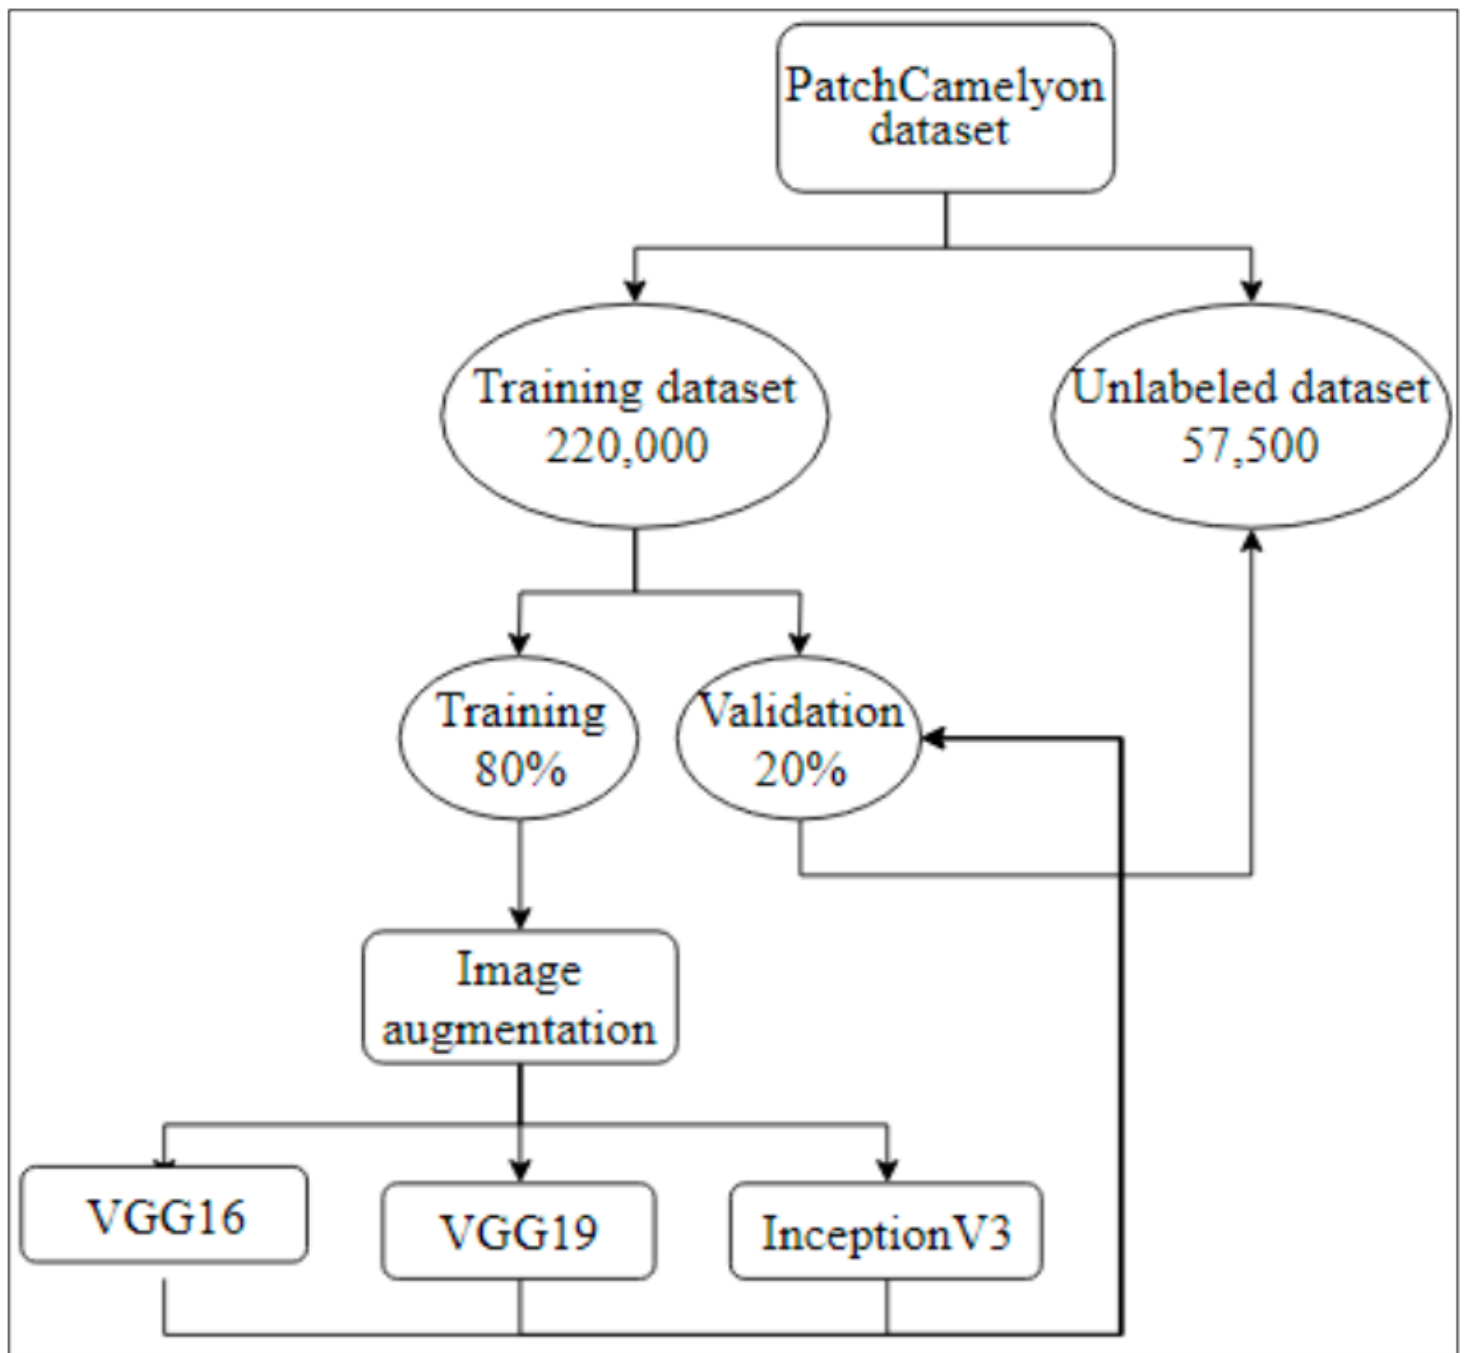 PatchCamelyon
dataset
Training dataset
220,000
Unlabeled dataset
57,500
Training
80%
Validation
20%
Image
augmentation
VGG16
VGG19
InceptionV3